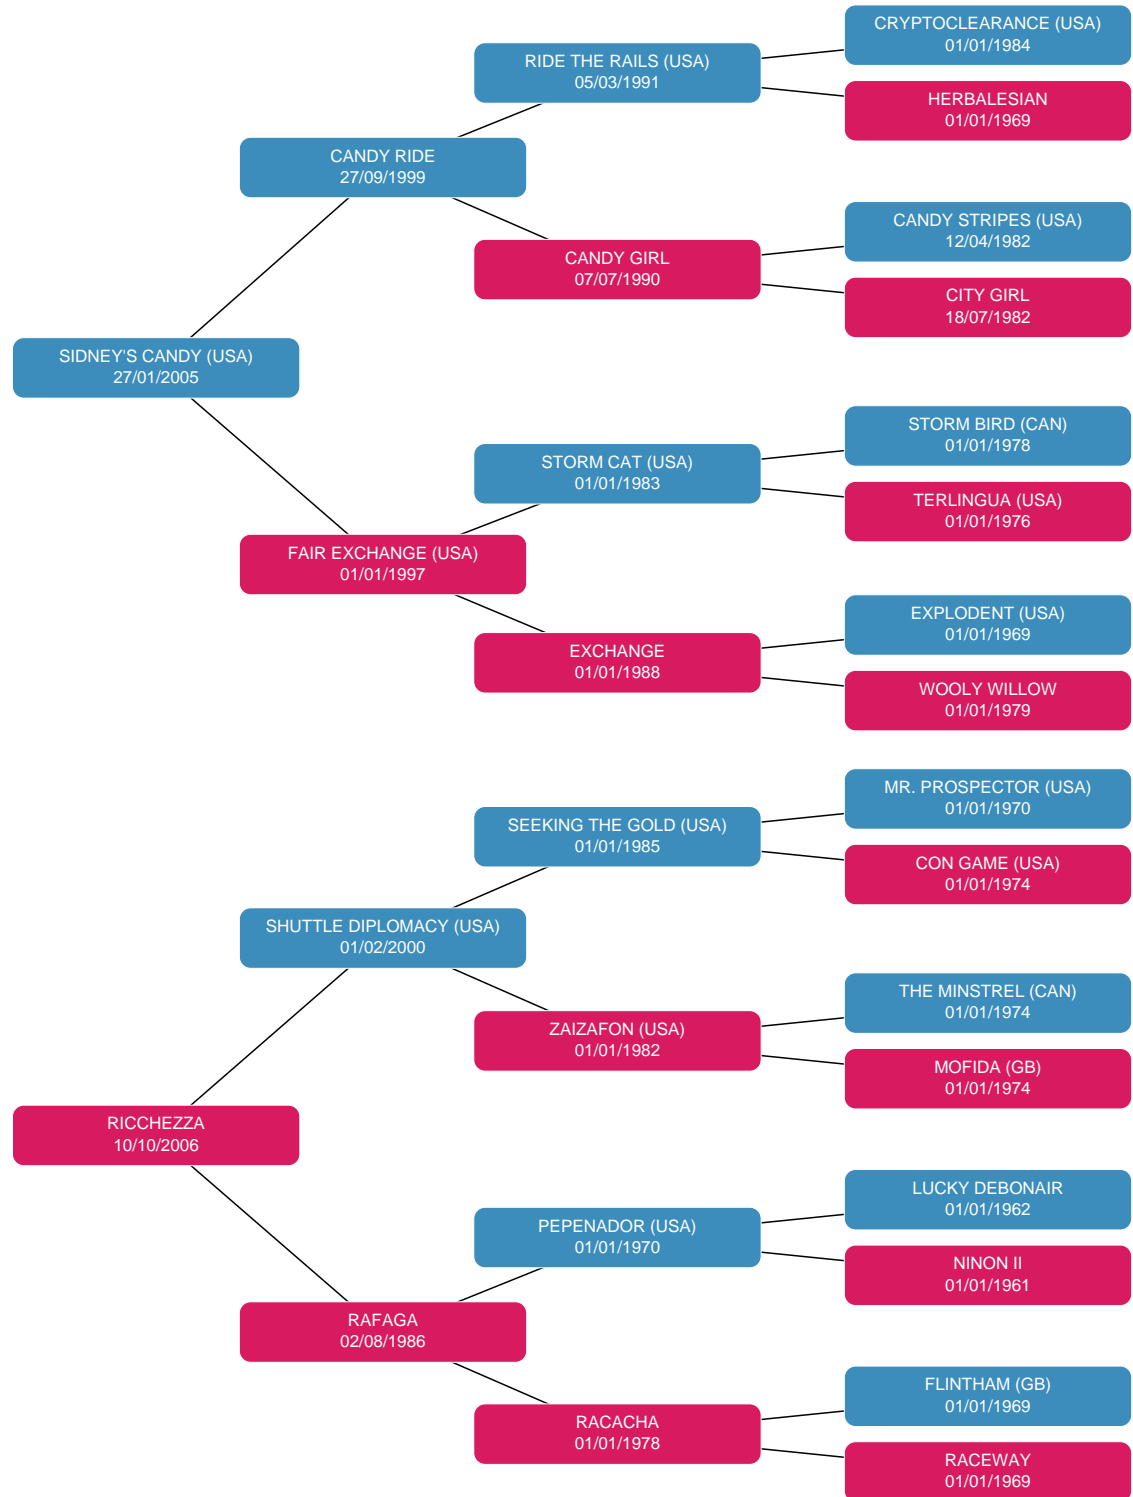 CRYPTOCLEARANCE (USA)
01/01/1984
RIDE THE RAILS (USA)
05/03/1991
HERBALESIAN
01/01/1969
CANDY RIDE
27/09/1999
CANDY STRIPES (USA)
12/04/1982
CANDY GIRL
07/07/1990
CITY GIRL
18/07/1982
SIDNEY'S CANDY (USA)
27/01/2005
STORM BIRD (CAN)
01/01/1978
STORM CAT (USA)
01/01/1983
TERLINGUA (USA)
01/01/1976
FAIR EXCHANGE (USA)
01/01/1997
EXPLODENT (USA)
01/01/1969
EXCHANGE
01/01/1988
WOOLY WILLOW
01/01/1979
MR. PROSPECTOR (USA)
01/01/1970
SEEKING THE GOLD (USA)
01/01/1985
CON GAME (USA)
01/01/1974
SHUTTLE DIPLOMACY (USA)
01/02/2000
THE MINSTREL (CAN)
01/01/1974
ZAIZAFON (USA)
01/01/1982
MOFIDA (GB)
01/01/1974
RICCHEZZA
10/10/2006
LUCKY DEBONAIR
01/01/1962
PEPENADOR (USA)
01/01/1970
NINON II
01/01/1961
RAFAGA
02/08/1986
FLINTHAM (GB)
01/01/1969
RACACHA
01/01/1978
RACEWAY
01/01/1969